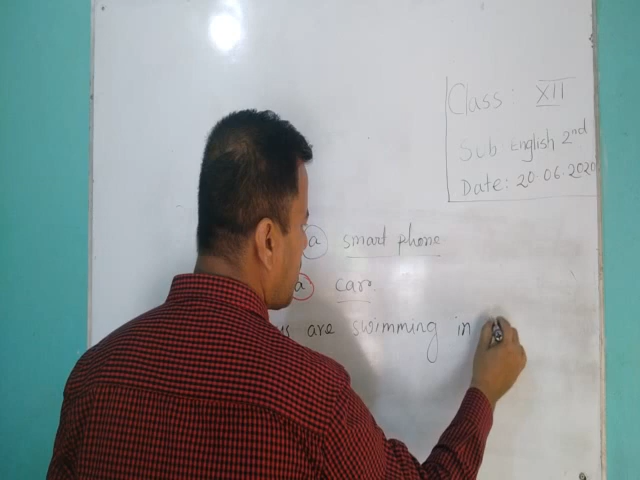 Class: XII
Sub English 2nd
Date: 20.06.2020
a smart phone
a car.
are swimming in